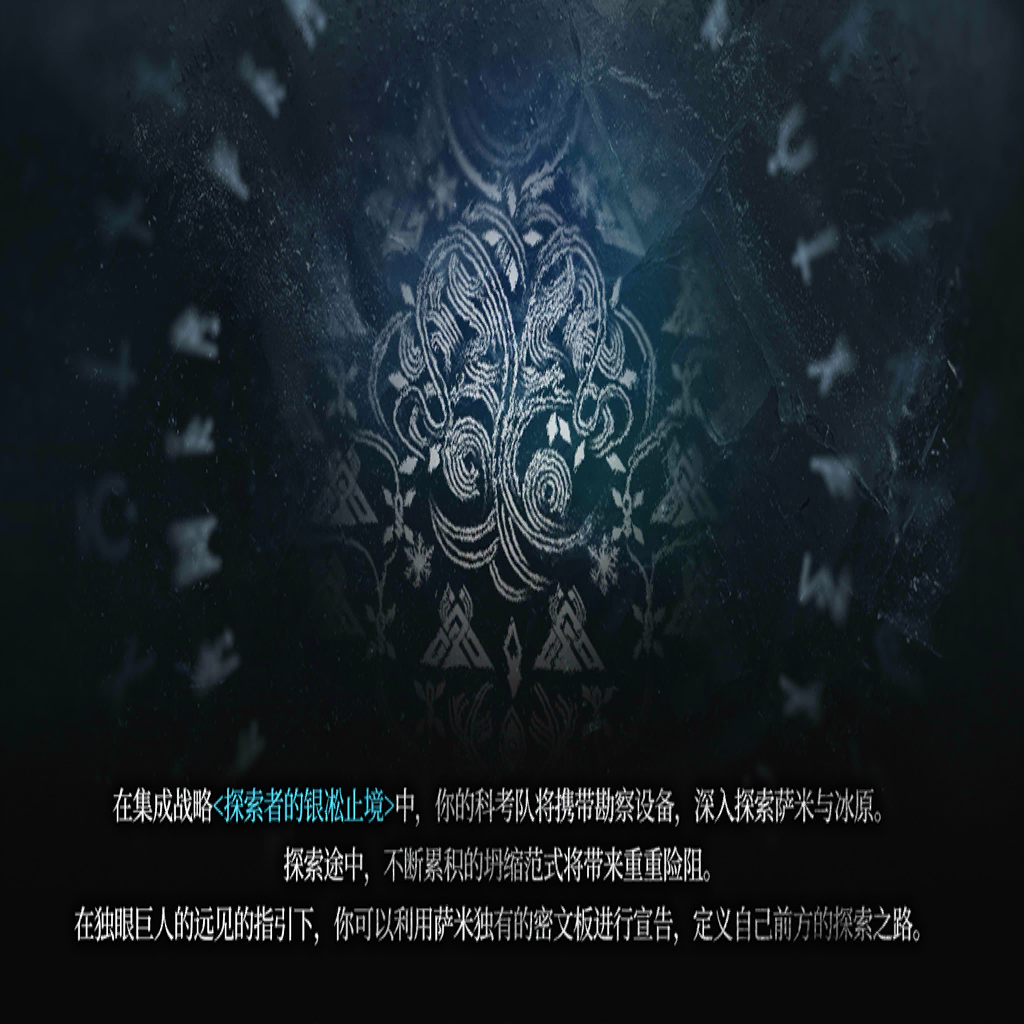 在集成战略<探索者的银凇止境>中，你的科考队将携带勘察设备，深入探索萨米与冰原。
探索途中，不断累积的坍缩范式将带来重重险阻。
在独眼巨人的远见的指引下，你可以利用萨米独有的密文板进行宣告，定义自己前方的探索之路。